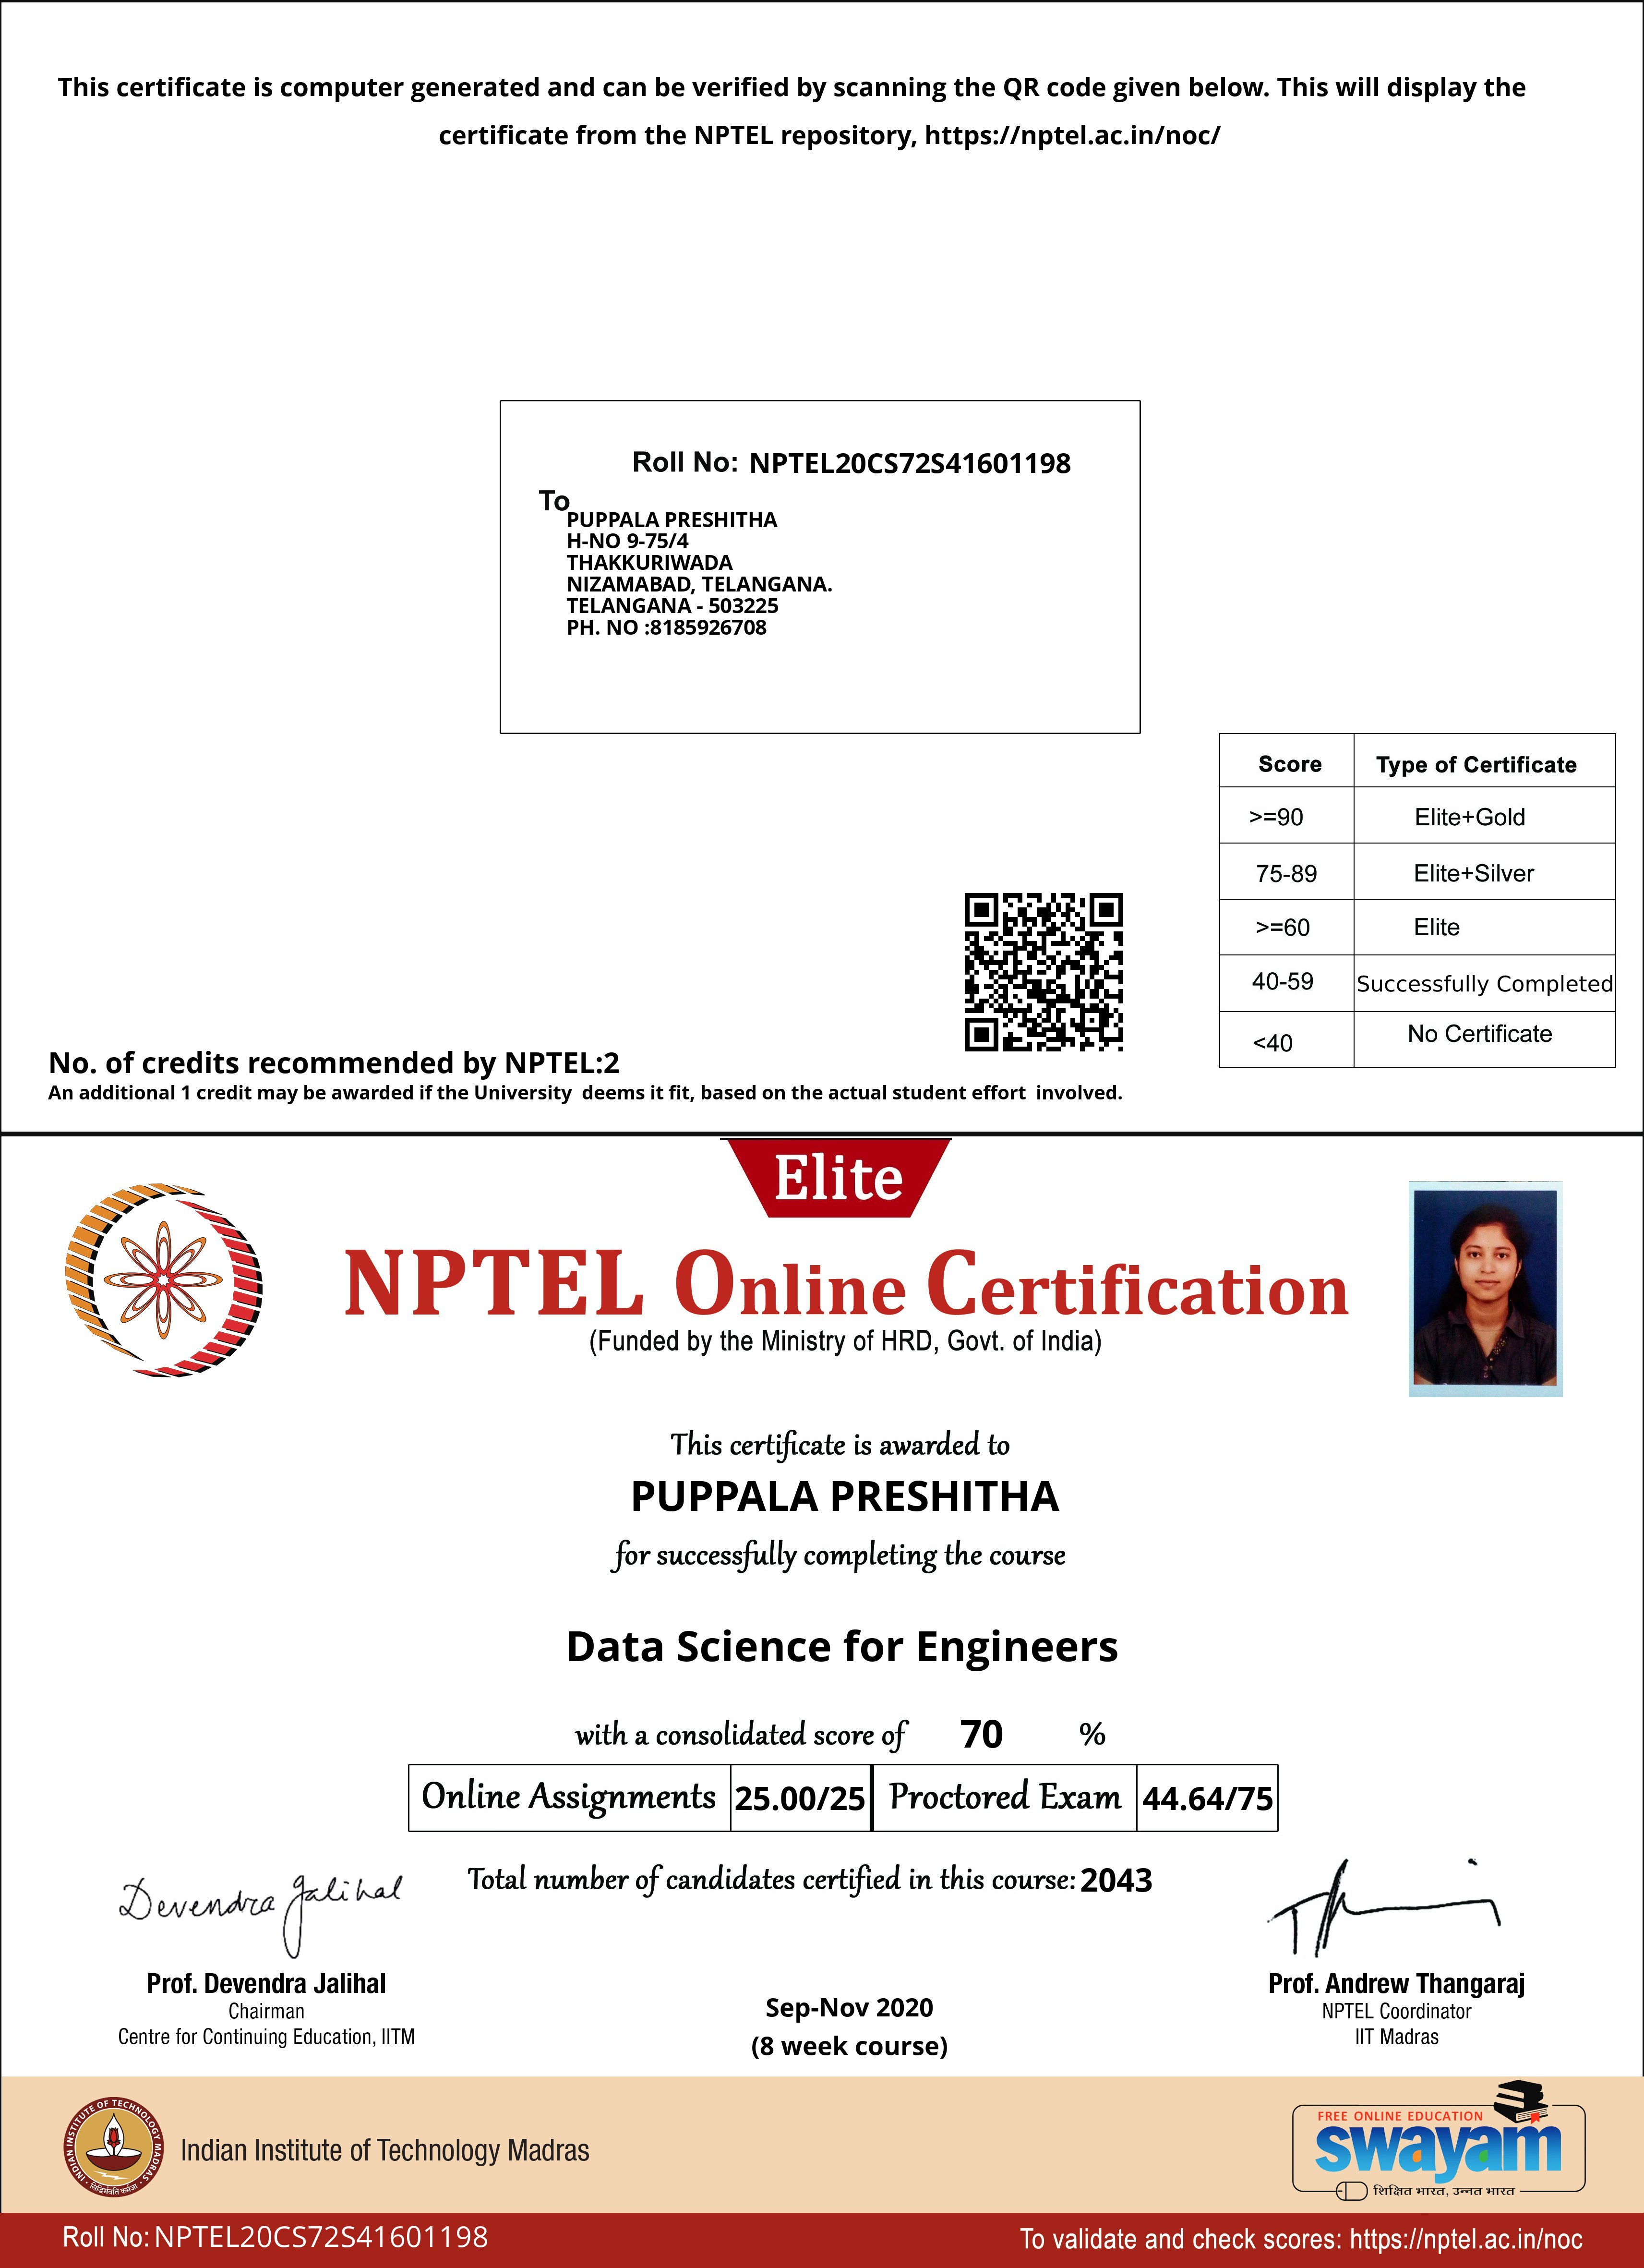 This certificate is computer generated and can be verified by scanning the QR code given below. This will display the
certificate from the NPTEL repository, https://nptel.ac.in/noc/
Roll No: NPTEL20CS72S41601198
To
PUPPALA PRESHITHA
H-NO 9-75/4
THAKKURIWADA
NIZAMABAD, TELANGANA.
TELANGANA - 503225
PH. NO :8185926708
Score Type of Certificate
>=90 Elite+Gold
75-89 Elite+Silver
>=60 Elite
40-59 Successfully Completed
<40 No Certificate
No. of credits recommended by NPTEL:2
An additional 1 credit may be awarded if the University deems it fit, based on the actual student effort involved.
Elite
NPTEL Online Certification
(Funded by the Ministry of HRD, Govt. of India)
This certificate is awarded to
PUPPALA PRESHITHA
for successfully completing the course
Data Science for Engineers
with a consolidated score of 70 %
Online Assignments 25.00/25 Proctored Exam 44.64/75
Total number of candidates certified in this course: 2043
Devendra Jalihal
Prof. Devendra Jalihal
Chairman
Centre for Continuing Education, IITM
Sep-Nov 2020
(8 week course)
Prof. Andrew Thangaraj
NPTEL Coordinator
IIT Madras
INDIAN INSTITUTE OF TECHNOLOGY MADRAS
सिद्धिर्भवति कर्मजा
Indian Institute of Technology Madras
FREE ONLINE EDUCATION
swayam
शिक्षित भारत, उन्नत भारत
Roll No: NPTEL20CS72S41601198
To validate and check scores: https://nptel.ac.in/noc